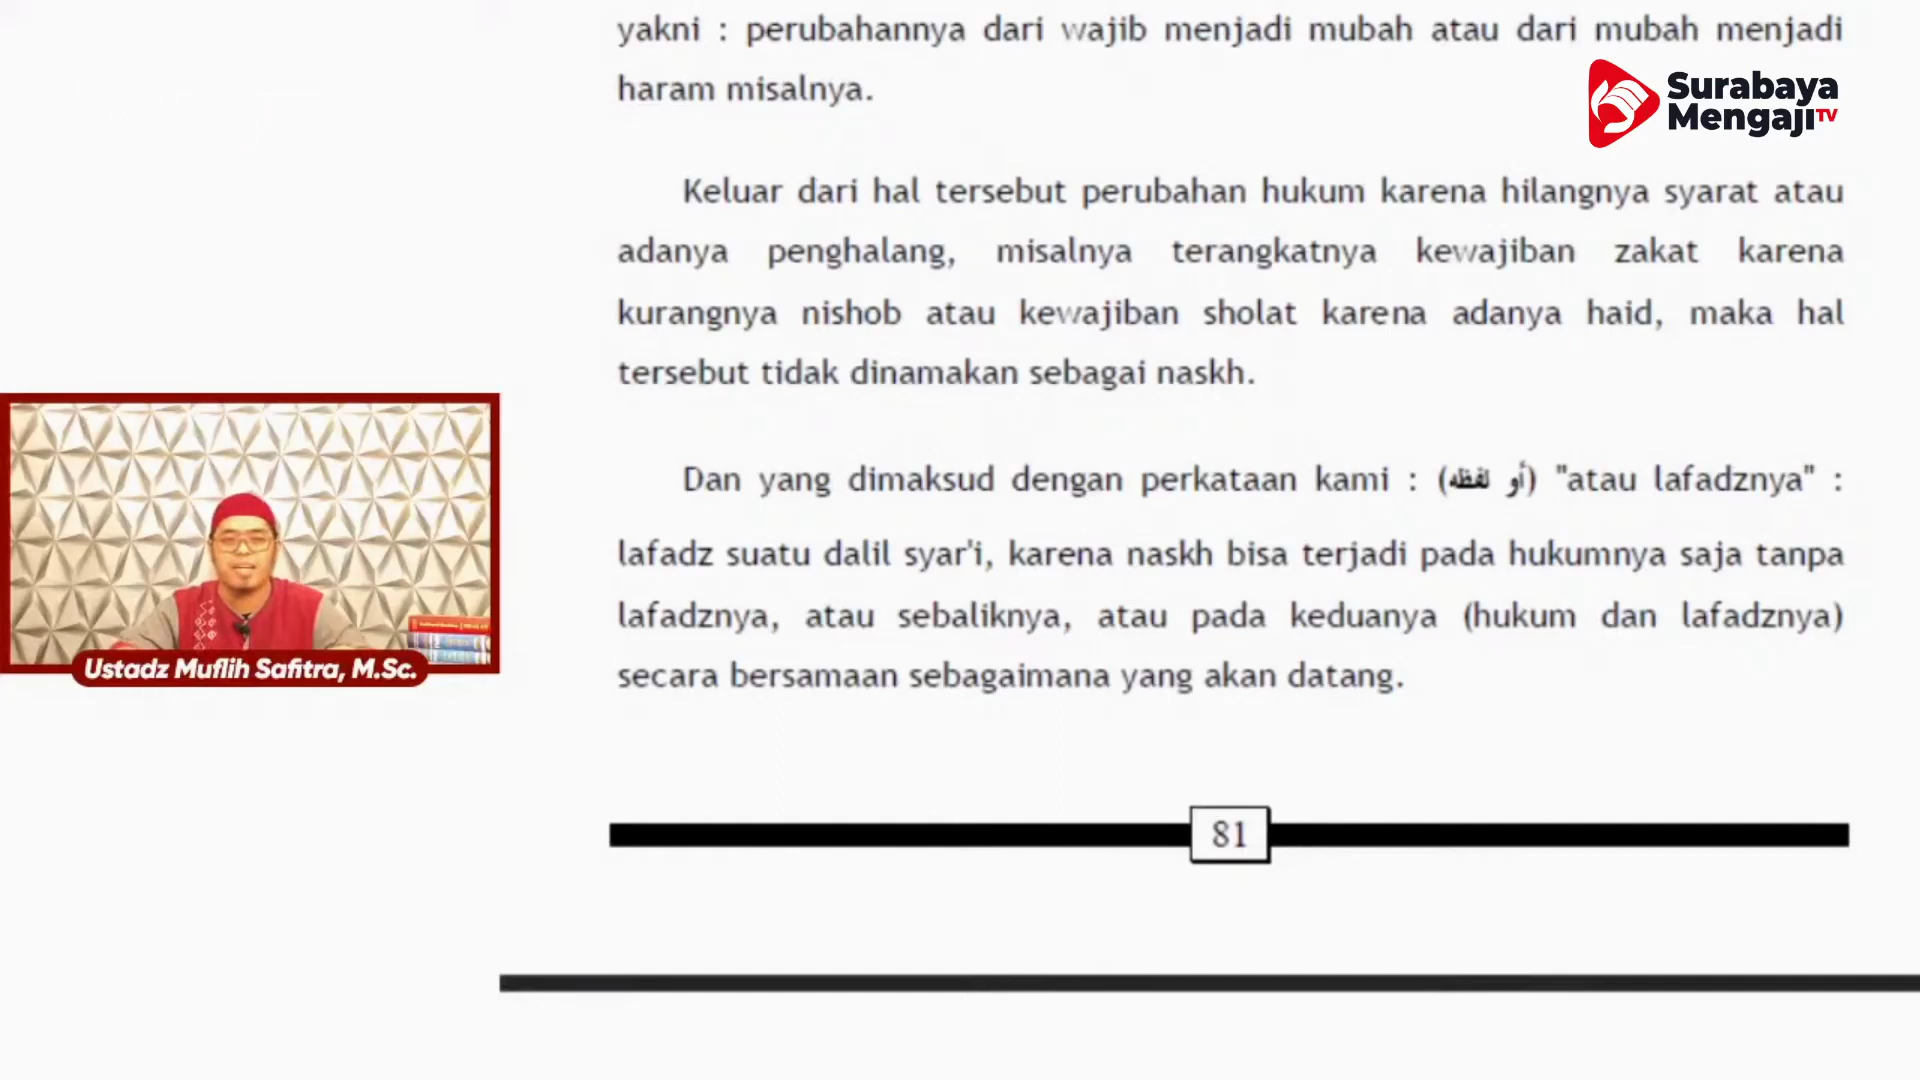 yakni : perubahannya dari wajib menjadi mubah atau dari mubah menjadi
haram misalnya.
Surabaya
MengajiTV
Keluar dari hal tersebut perubahan hukum karena hilangnya syarat atau
adanya penghalang, misalnya terangkatnya kewajiban zakat karena
kurangnya nishob atau kewajiban sholat karena adanya haid, maka hal
tersebut tidak dinamakan sebagai naskh.
Dan yang dimaksud dengan perkataan kami : (أو لفظه) "atau lafadznya" :
lafadz suatu dalil syar'i, karena naskh bisa terjadi pada hukumnya saja tanpa
lafadznya, atau sebaliknya, atau pada keduanya (hukum dan lafadznya)
secara bersamaan sebagaimana yang akan datang.
Ustadz Muflih Safitra, M.Sc.
81